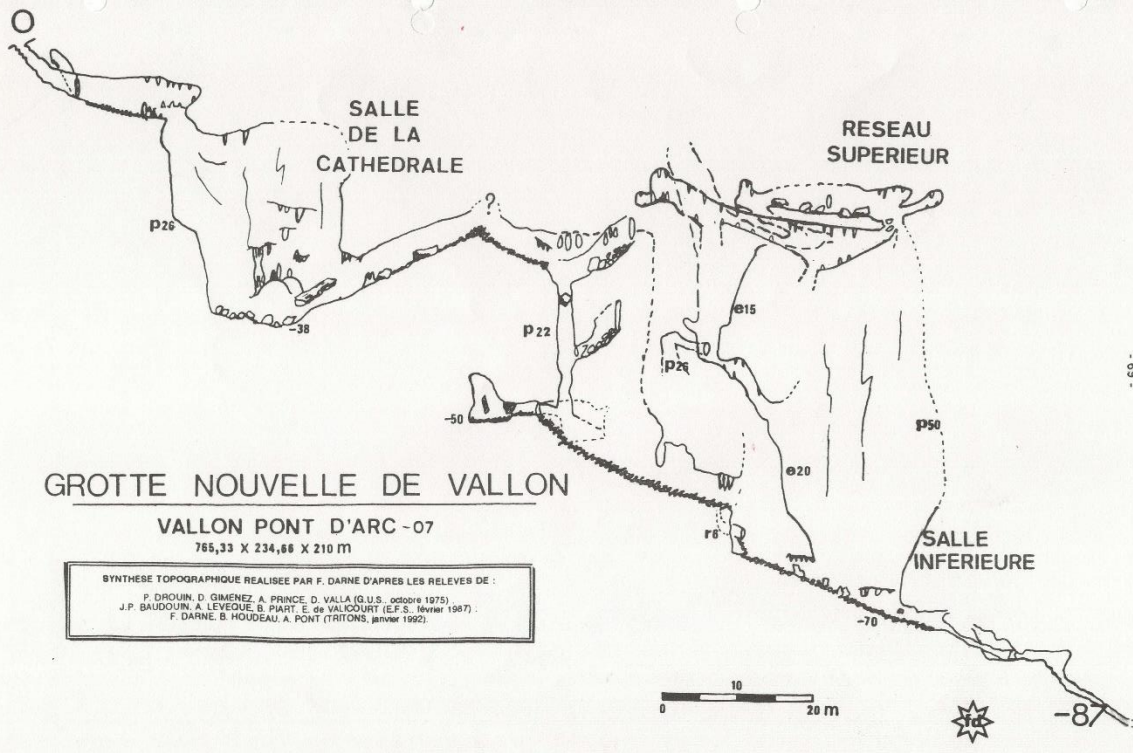 O
SALLE
DE LA
CATHEDRALE
RESEAU
SUPERIEUR
?
p26
-38
p22
e15
p26
-50
p50
e20
- 69 -
GROTTE NOUVELLE DE VALLON
VALLON PONT D'ARC -07
765,33 X 234,66 X 210 m
SYNTHESE TOPOGRAPHIQUE REALISEE PAR F. DARNE D'APRES LES RELEVES DE :
P. DROUIN, D. GIMENEZ, A. PRINCE, D. VALLA (G.U.S., octobre 1975) ;
J.P. BAUDOUIN, A. LEVEQUE, B. PIART, E. de VALICOURT (E.F.S., février 1987) ;
F. DARNE, B. HOUDEAU, A. PONT (TRITONS, janvier 1992).
r6
SALLE
INFERIEURE
-70
10
0 20 m
fd
-87